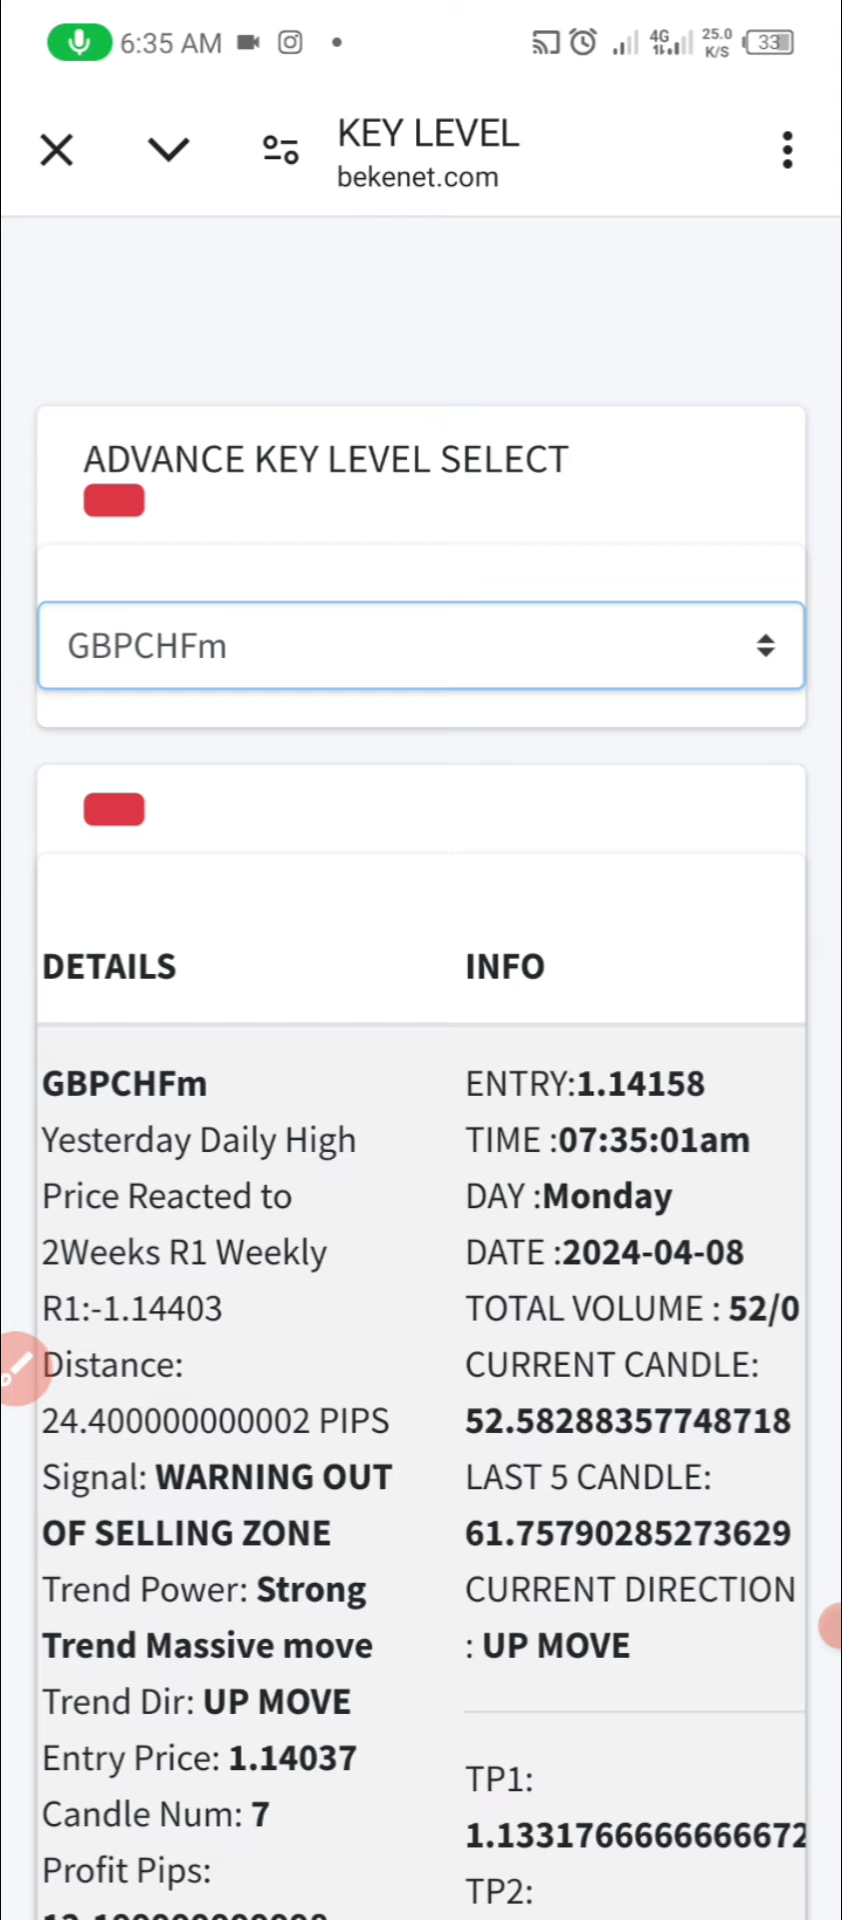 6:35 AM
4G
25.0
K/S
33
KEY LEVEL
bekenet.com
ADVANCE KEY LEVEL SELECT
GBPCHFm
DETAILS
INFO
GBPCHFm
Yesterday Daily High
Price Reacted to
2Weeks R1 Weekly
R1:-1.14403
Distance:
24.400000000002 PIPS
Signal: WARNING OUT
OF SELLING ZONE
Trend Power: Strong
Trend Massive move
Trend Dir: UP MOVE
Entry Price: 1.14037
Candle Num: 7
Profit Pips:
ENTRY:1.14158
TIME :07:35:01am
DAY :Monday
DATE :2024-04-08
TOTAL VOLUME : 52/0
CURRENT CANDLE:
52.58288357748718
LAST 5 CANDLE:
61.75790285273629
CURRENT DIRECTION
: UP MOVE
TP1:
1.1331766666666672
TP2: